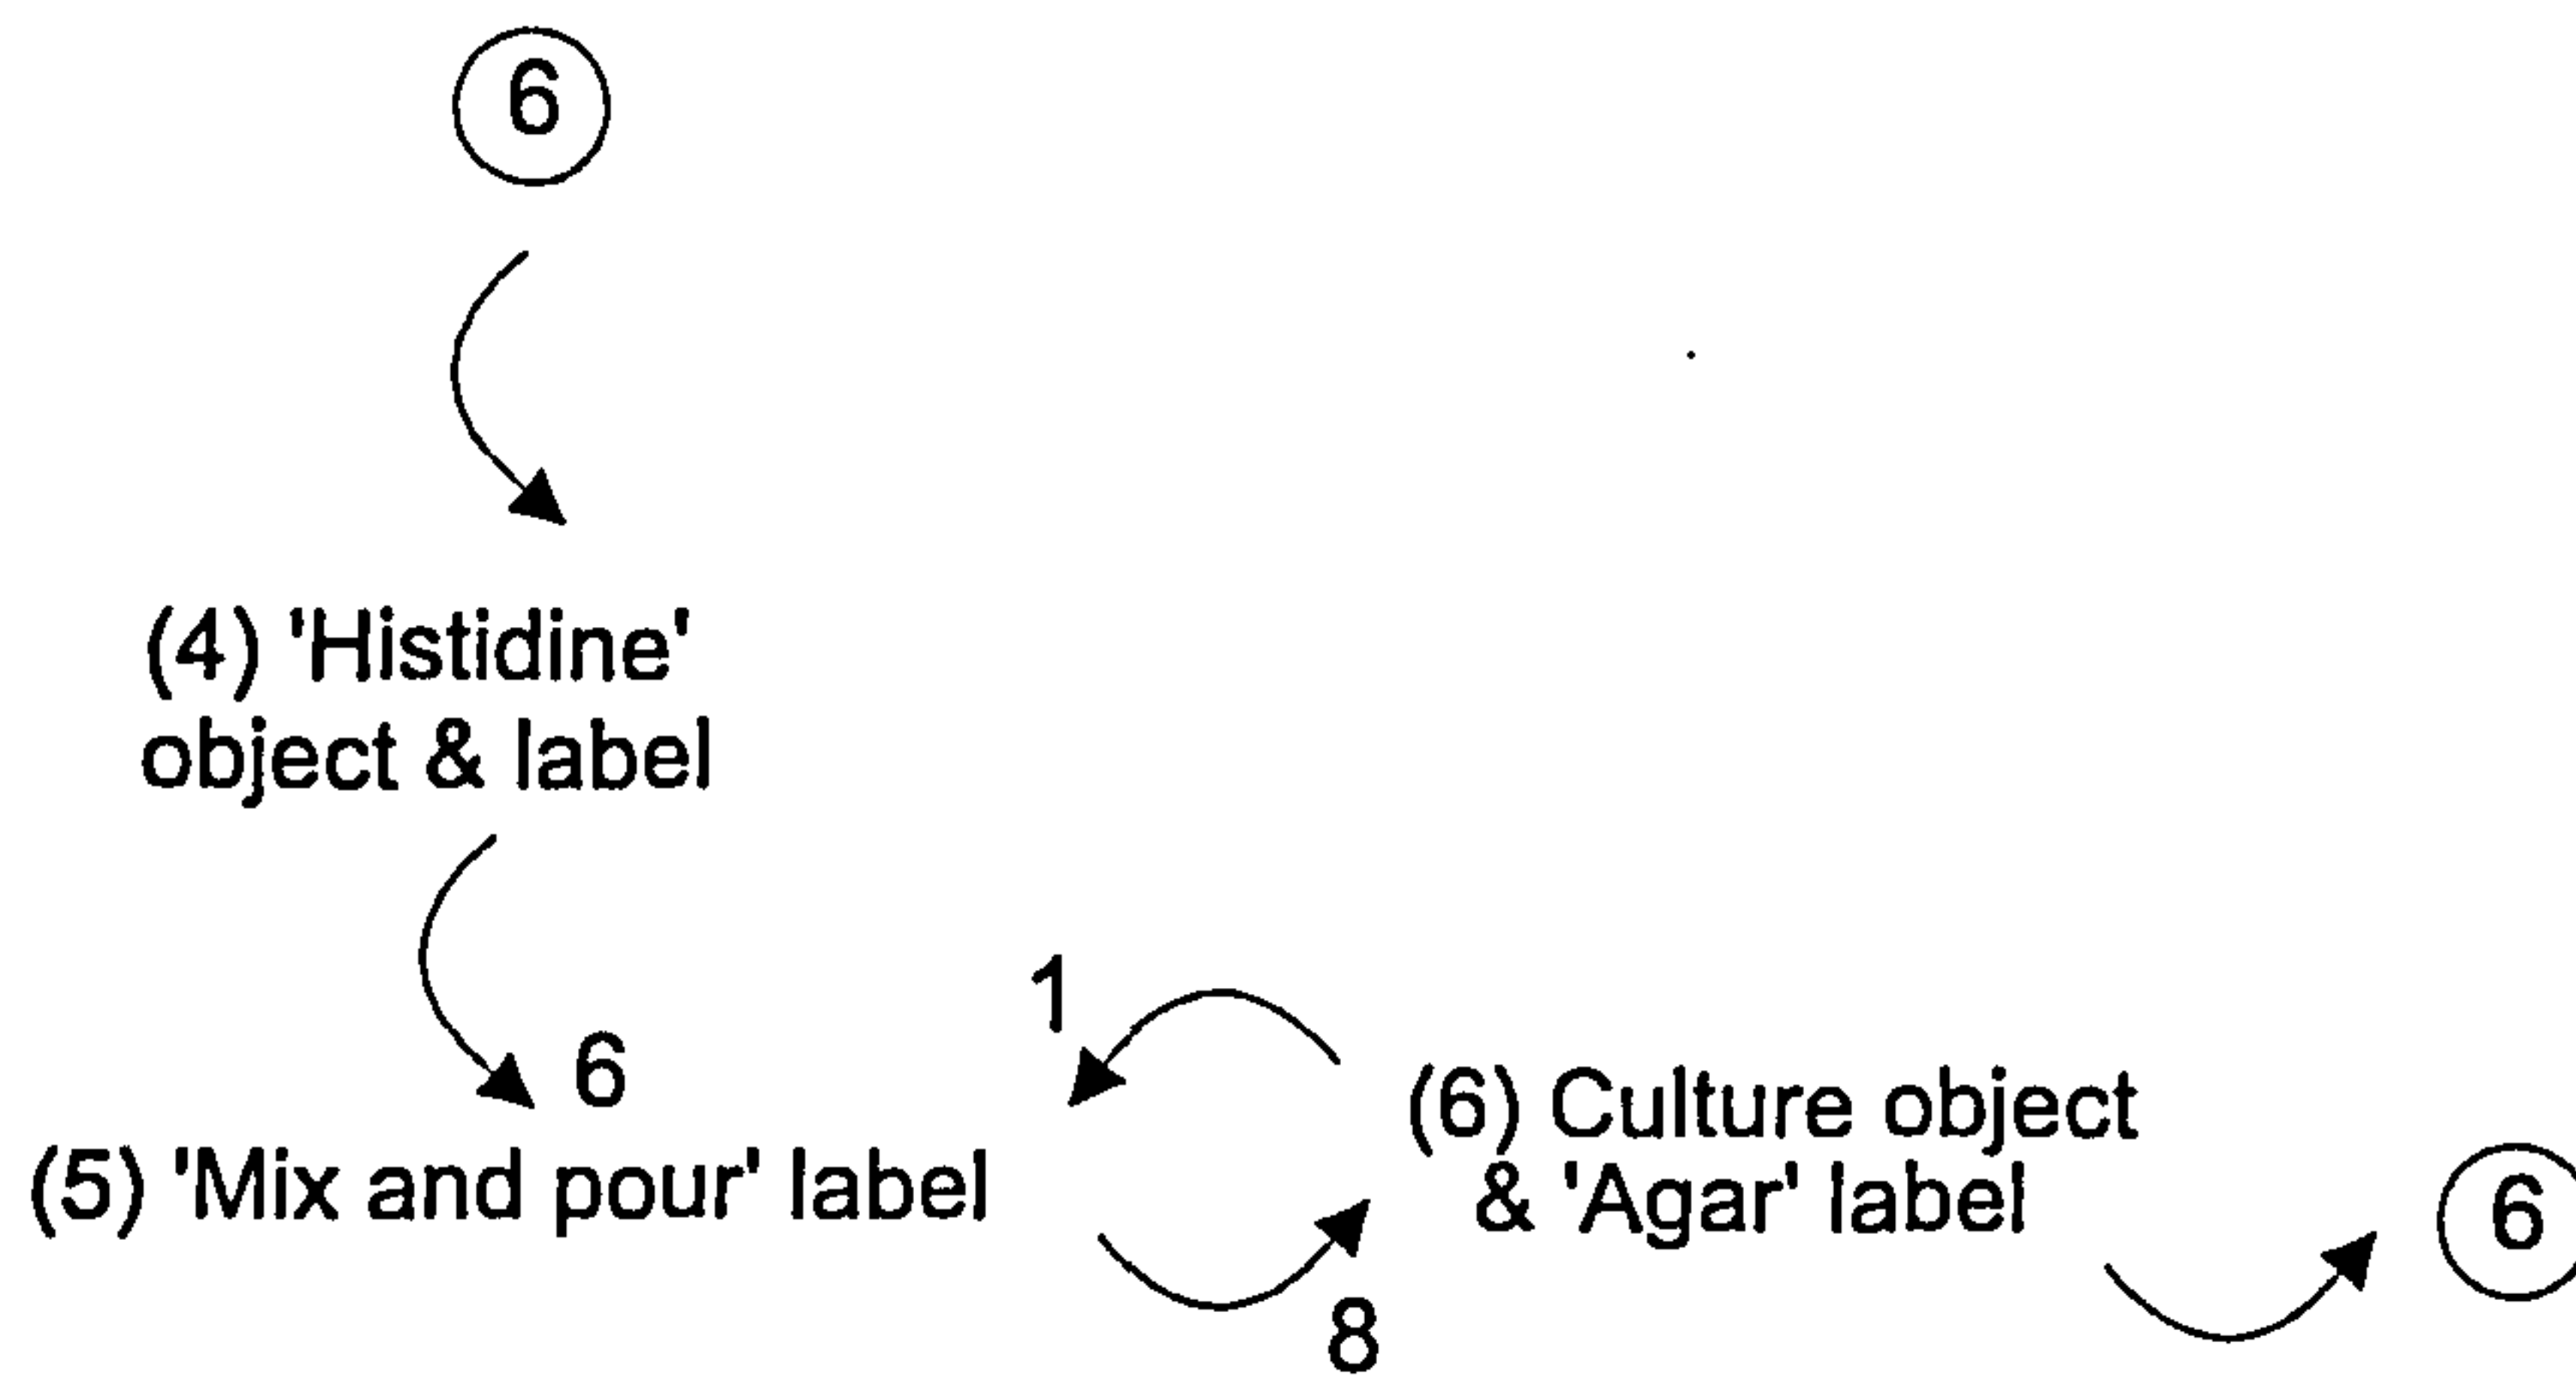 6
(4) 'Histidine'
object & label
6
(5) 'Mix and pour' label
1
8
(6) Culture object
& 'Agar' label
6